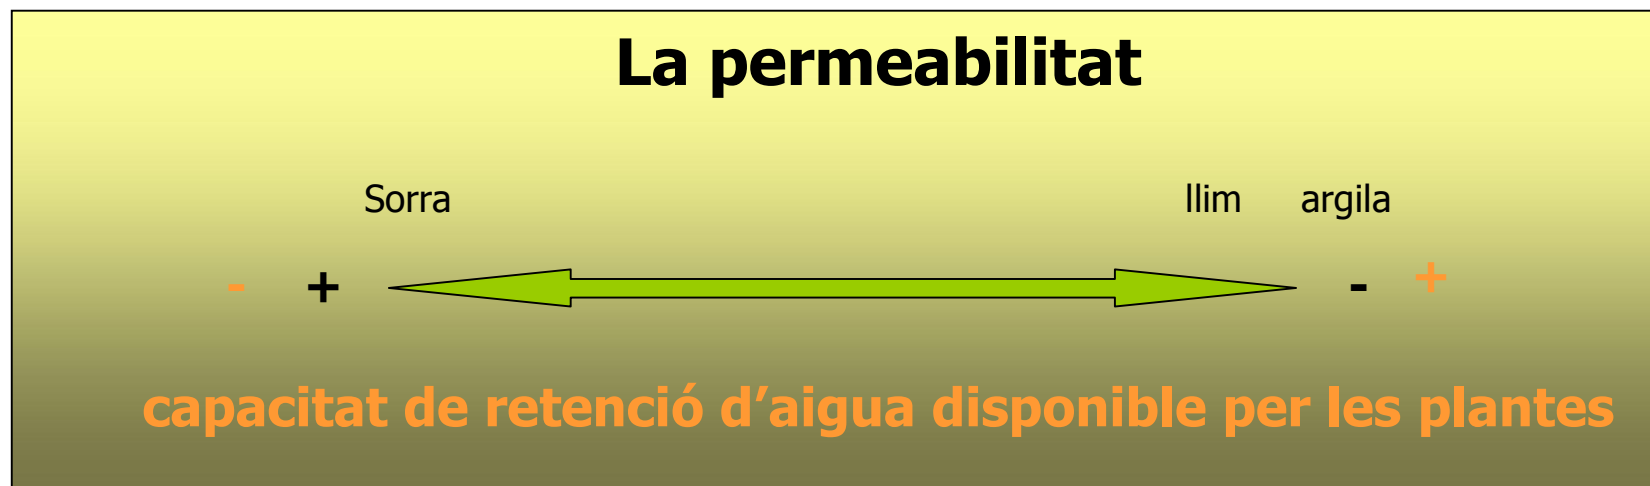 La permeabilitat
Sorra llim argila
- + - +
capacitat de retenció d’aigua disponible per les plantes